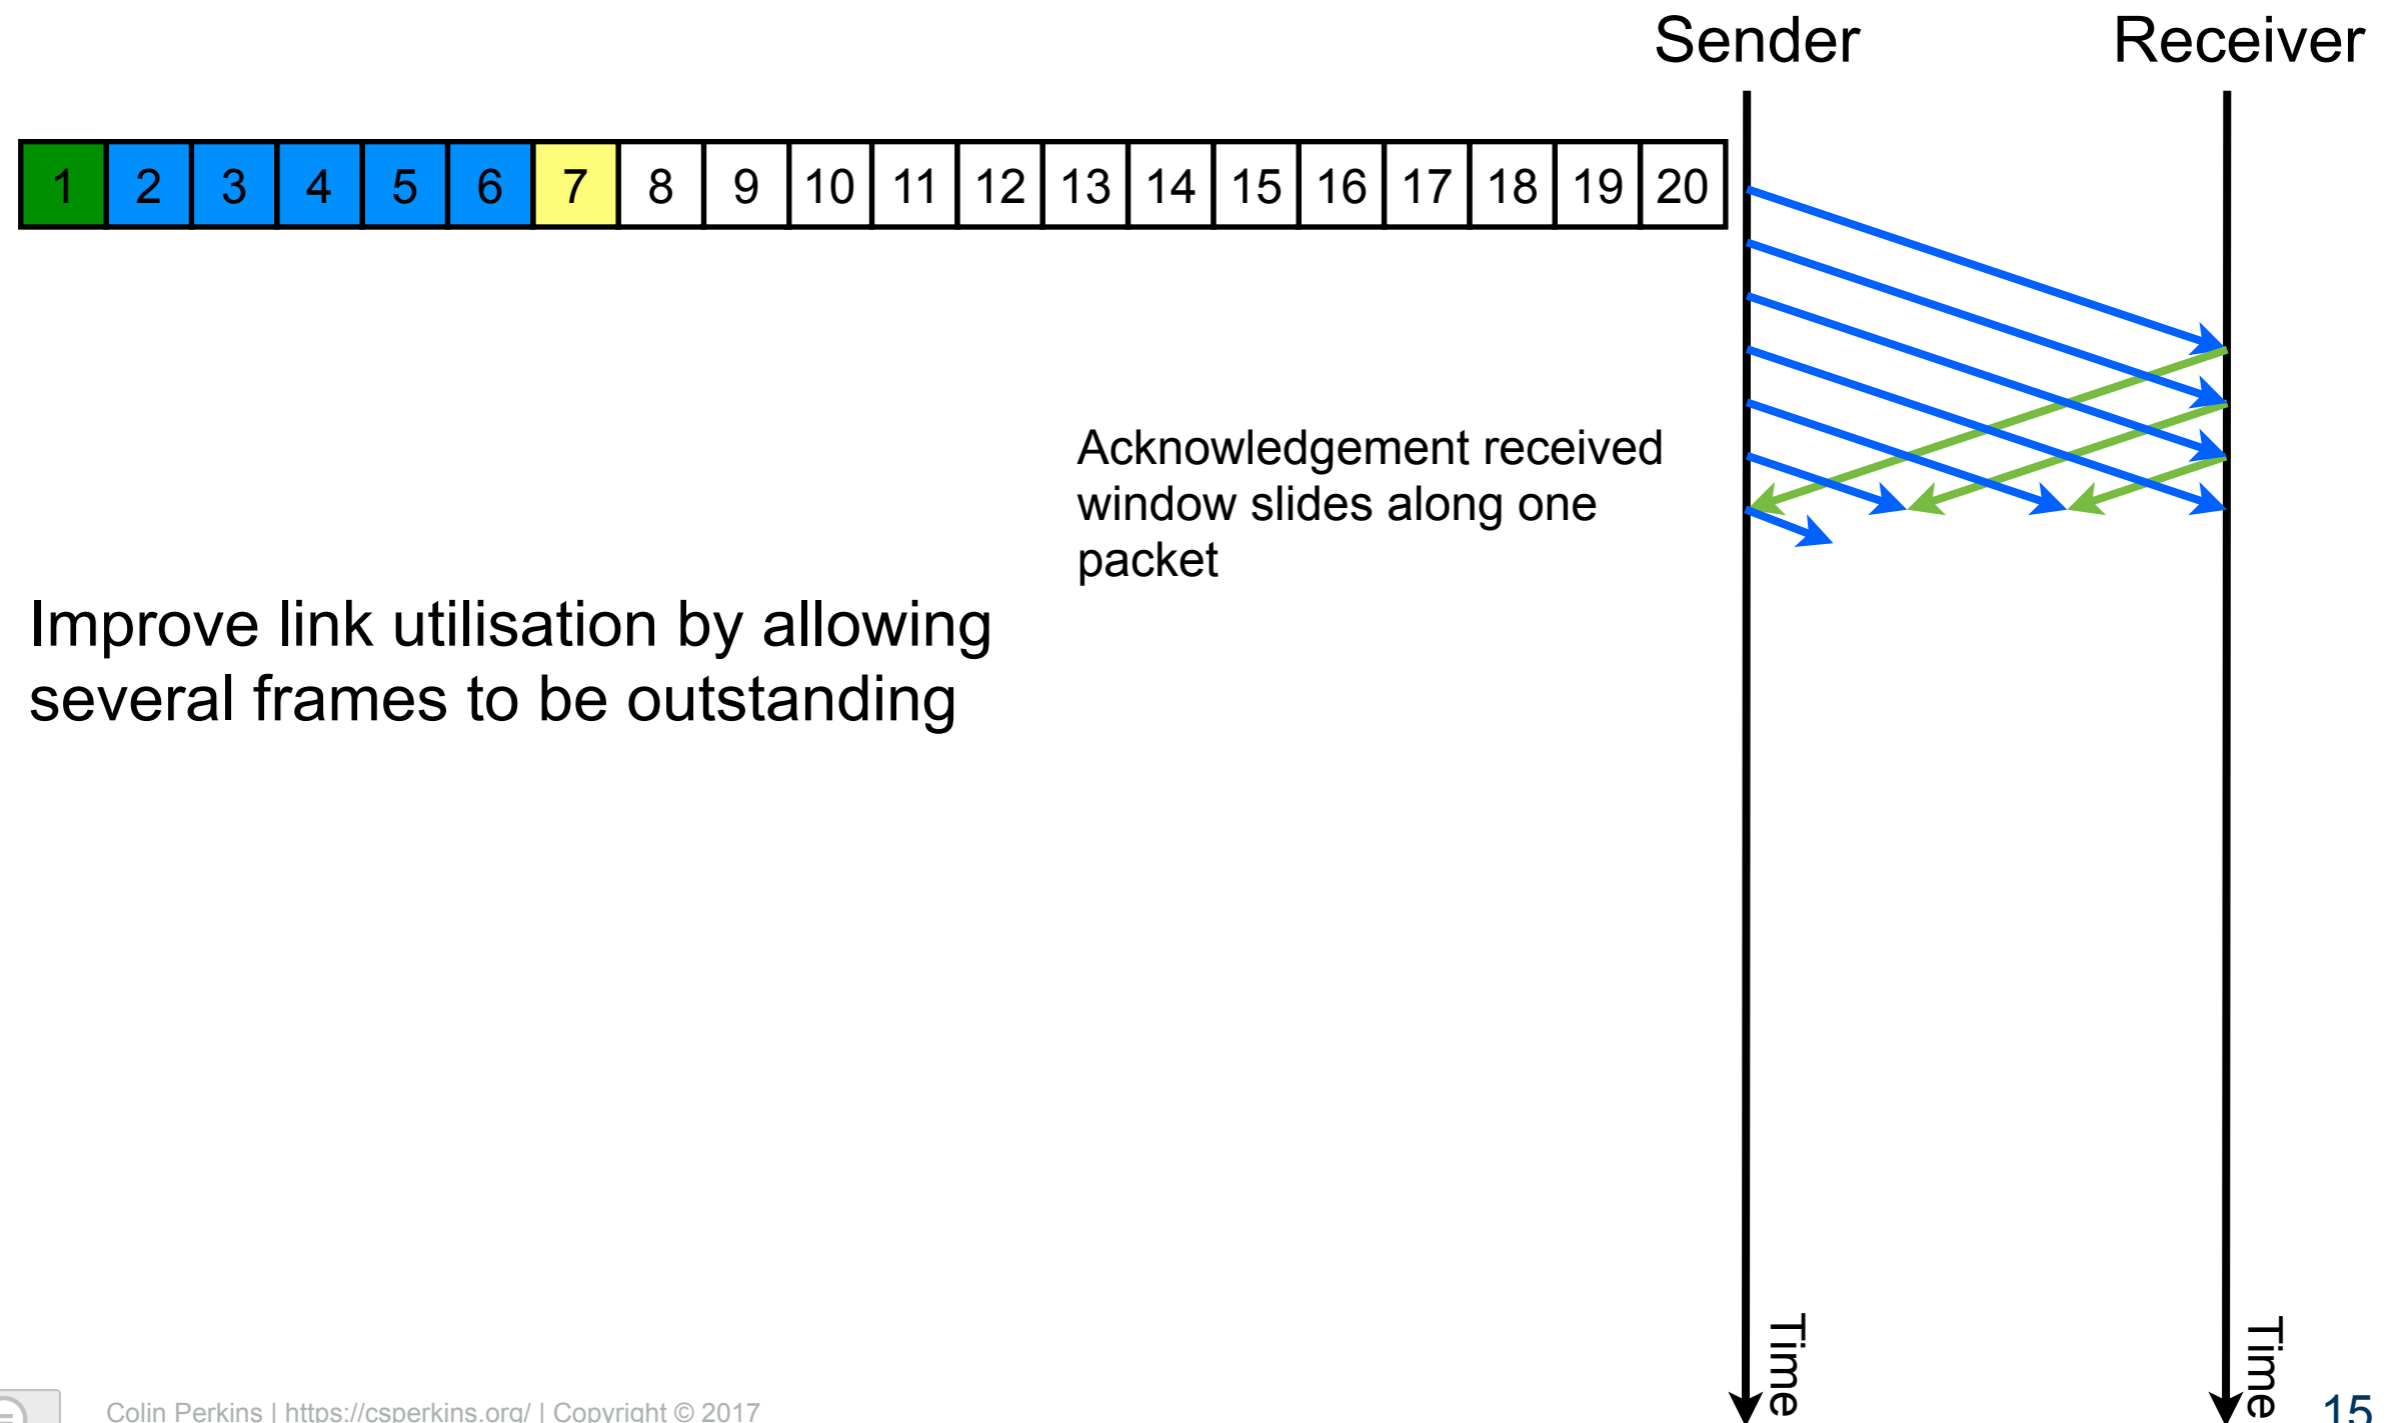 Sender Receiver
1 2 3 4 5 6 7 8 9 10 11 12 13 14 15 16 17 18 19 20
Acknowledgement received
window slides along one
packet
Improve link utilisation by allowing
several frames to be outstanding
Time
Time
Colin Perkins | https://csperkins.org/ | Copyright © 2017
15